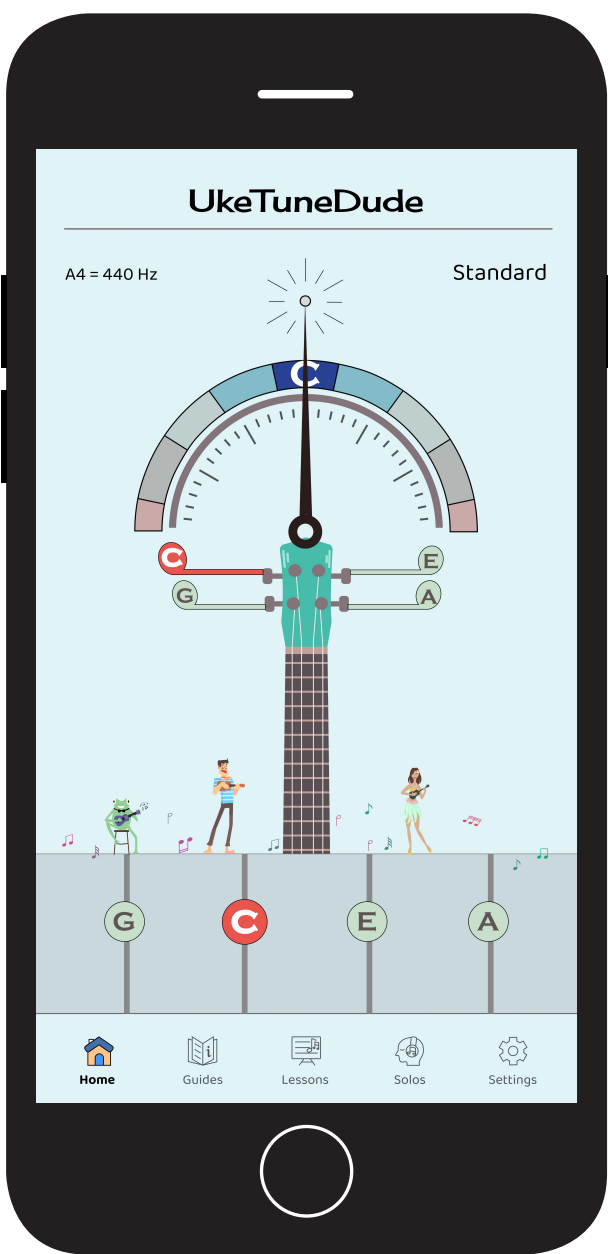 UkeTuneDude
A4 = 440 Hz
Standard
C
C
E
G
A
G
C
E
A
Home
Guides
Lessons
Solos
Settings